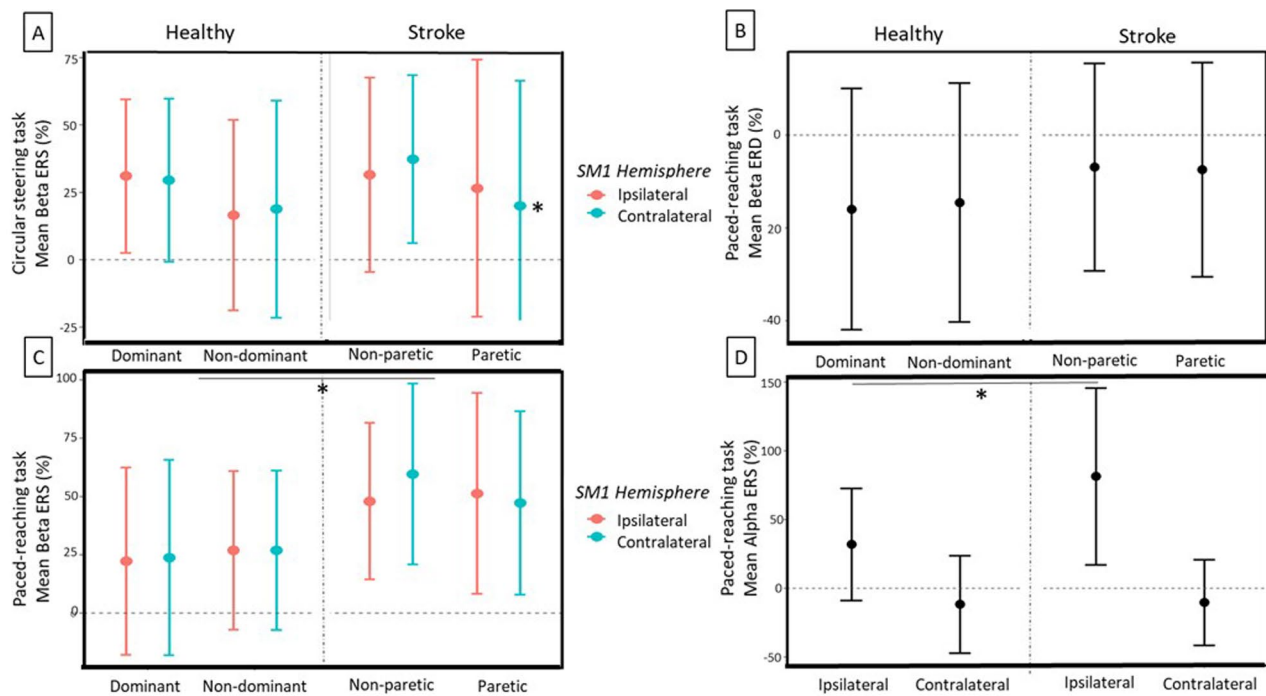 A
Healthy
Stroke
Circular steering task
Mean Beta ERS (%)
75
50
25
0
-25
*
Dominant
Non-dominant
Non-paretic
Paretic
SM1 Hemisphere
Ipsilateral
Contralateral
B
Healthy
Stroke
Paced-reaching task
Mean Beta ERD (%)
0
20
-40
Dominant
Non-dominant
Non-paretic
Paretic
C
Paced-reaching task
Mean Beta ERS (%)
100
75
50
25
0
*
Dominant
Non-dominant
Non-paretic
Paretic
SM1 Hemisphere
Ipsilateral
Contralateral
D
Paced-reaching task
Mean Alpha ERS (%)
150
100
50
0
-50
*
Ipsilateral
Contralateral
Ipsilateral
Contralateral